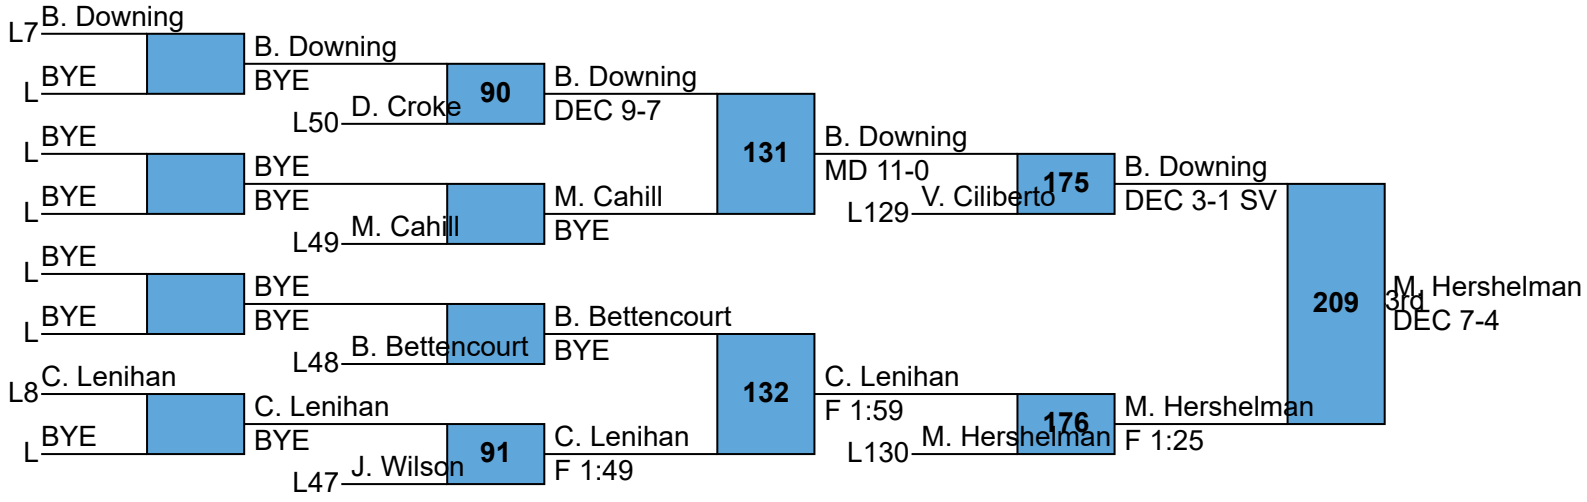 B. Downing
L7
BYE
L
B. Downing
BYE
D. Croke
L50
90
B. Downing
DEC 9-7
BYE
L
BYE
L
BYE
BYE
M. Cahill
L49
M. Cahill
BYE
131
B. Downing
MD 11-0
V. Ciliberto
L129
175
B. Downing
DEC 3-1 SV
BYE
L
BYE
L
BYE
BYE
B. Bettencourt
L48
B. Bettencourt
BYE
C. Lenihan
L8
BYE
L
C. Lenihan
BYE
J. Wilson
L47
91
C. Lenihan
F 1:49
132
C. Lenihan
F 1:59
M. Hershelman
L130
176
M. Hershelman
F 1:25
209
M. Hershelman
3rd
DEC 7-4